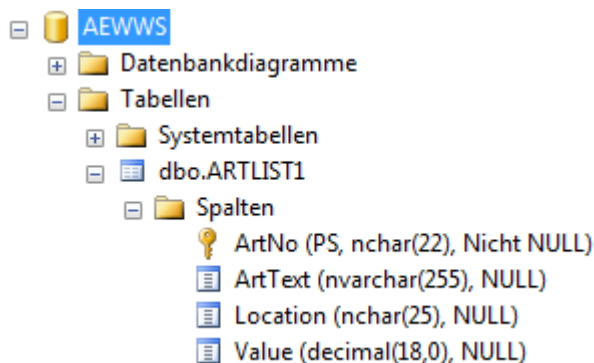 AEWWS
Datenbankdiagramme
Tabellen
Systemtabellen
dbo.ARTLIST1
Spalten
ArtNo (PS, nchar(22), Nicht NULL)
ArtText (nvarchar(255), NULL)
Location (nchar(25), NULL)
Value (decimal(18,0), NULL)